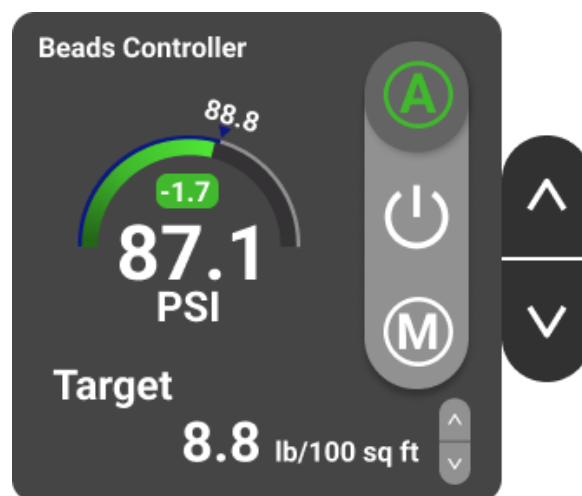 Beads Controller
A
88.8
-1.7
87.1
PSI
M
Target
8.8 lb/100 sq ft